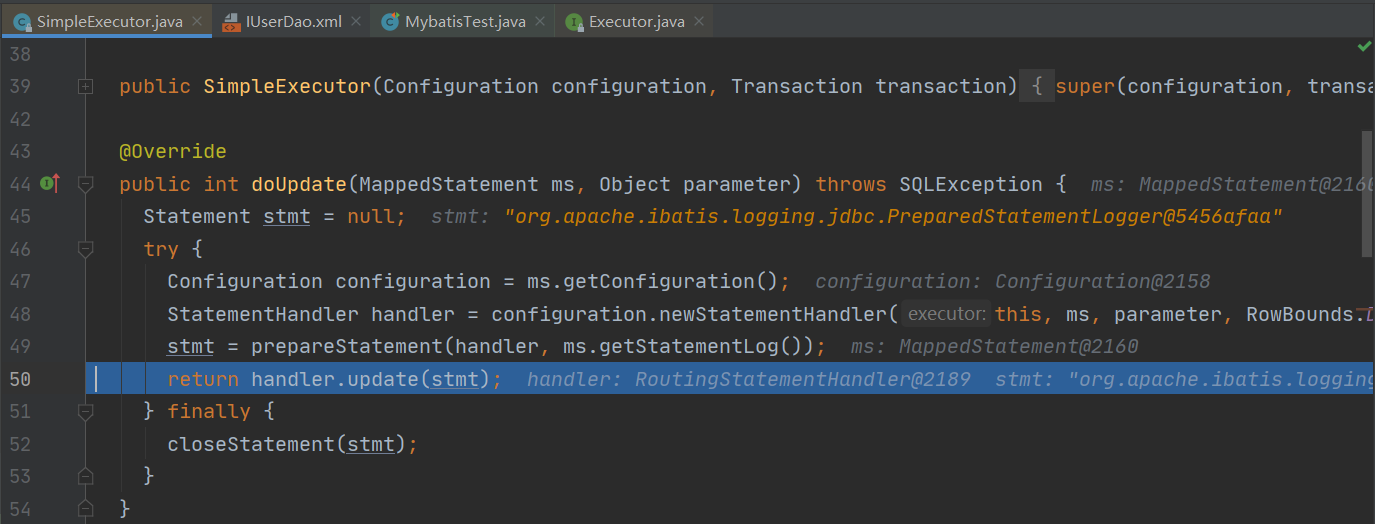 SimpleExecutor.java × IUserDao.xml × MybatisTest.java × Executor.java ×
38
39 public SimpleExecutor(Configuration configuration, Transaction transaction) { super(configuration, transa
42
43 @Override
44 public int doUpdate(MappedStatement ms, Object parameter) throws SQLException { ms: MappedStatement@2160
45 Statement stmt = null; stmt: "org.apache.ibatis.logging.jdbc.PreparedStatementLogger@5456afaa"
46 try {
47 Configuration configuration = ms.getConfiguration(); configuration: Configuration@2158
48 StatementHandler handler = configuration.newStatementHandler( executor: this, ms, parameter, RowBounds.
49 stmt = prepareStatement(handler, ms.getStatementLog()); ms: MappedStatement@2160
50 return handler.update(stmt); handler: RoutingStatementHandler@2189 stmt: "org.apache.ibatis.logging
51 } finally {
52 closeStatement(stmt);
53 }
54 }